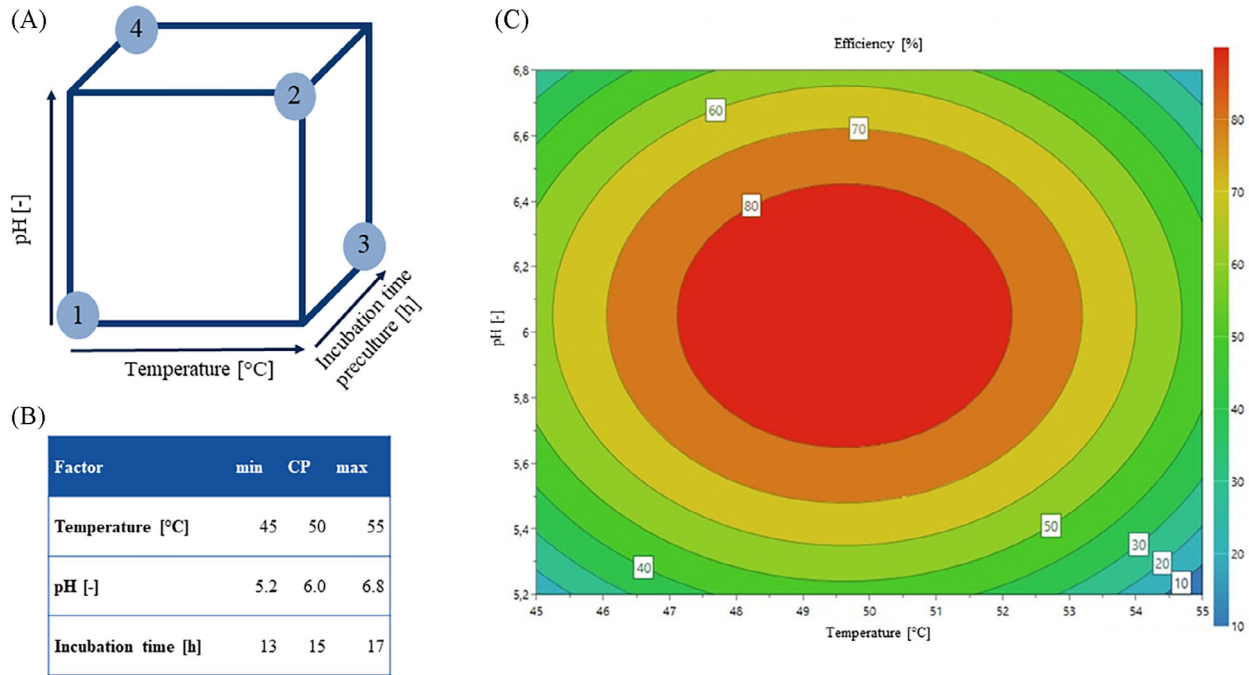 (A)
4
2
3
1
pH [-]
Temperature [°C]
Incubation time
preculture [h]
(B)
Factor min CP max
Temperature [°C] 45 50 55
pH [-] 5.2 6.0 6.8
Incubation time [h] 13 15 17
(C)
Efficiency [%]
6,8
6,6
6,4
6,2
6
5,8
5,6
5,4
5,2
pH [-]
60
70
80
50
40
30
20
10
45 46 47 48 49 50 51 52 53 54 55
Temperature [°C]
80
70
60
50
40
30
20
10